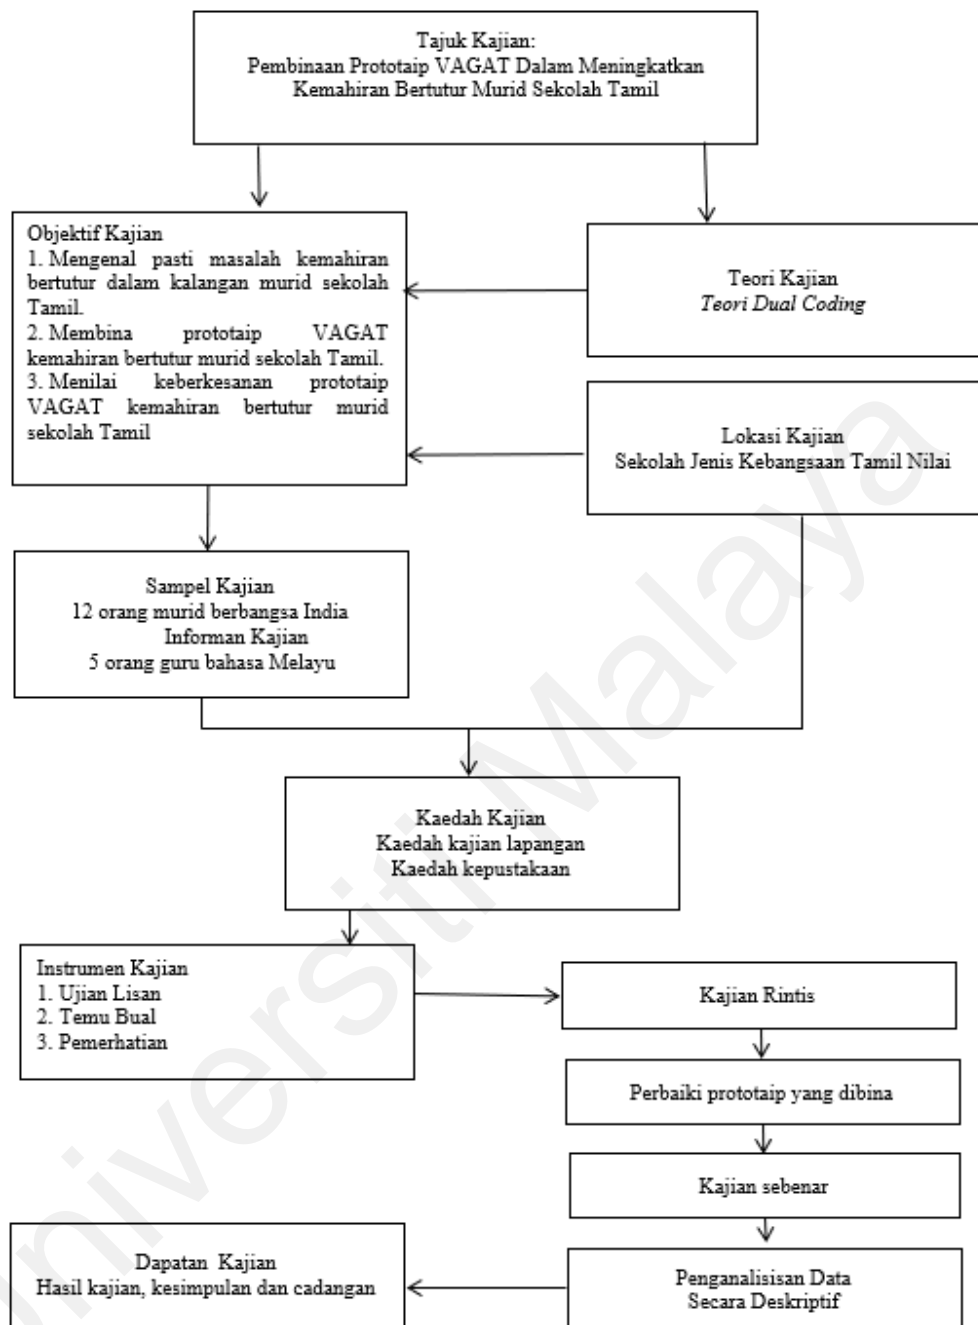 Tajuk Kajian:
Pembinaan Prototaip VAGAT Dalam Meningkatkan
Kemahiran Bertutur Murid Sekolah Tamil
Objektif Kajian
1. Mengenal pasti masalah kemahiran
bertutur dalam kalangan murid sekolah
Tamil.
2. Membina prototaip VAGAT
kemahiran bertutur murid sekolah Tamil.
3. Menilai keberkesanan prototaip
VAGAT kemahiran bertutur murid
sekolah Tamil
Teori Kajian
Teori Dual Coding
Lokasi Kajian
Sekolah Jenis Kebangsaan Tamil Nilai
Sampel Kajian
12 orang murid berbangsa India
Informan Kajian
5 orang guru bahasa Melayu
Kaedah Kajian
Kaedah kajian lapangan
Kaedah kepustakaan
Instrumen Kajian
1. Ujian Lisan
2. Temu Bual
3. Pemerhatian
Kajian Rintis
Perbaiki prototaip yang dibina
Kajian sebenar
Penganalisisan Data
Secara Deskriptif
Dapatan Kajian
Hasil kajian, kesimpulan dan cadangan
Universiti Malaya